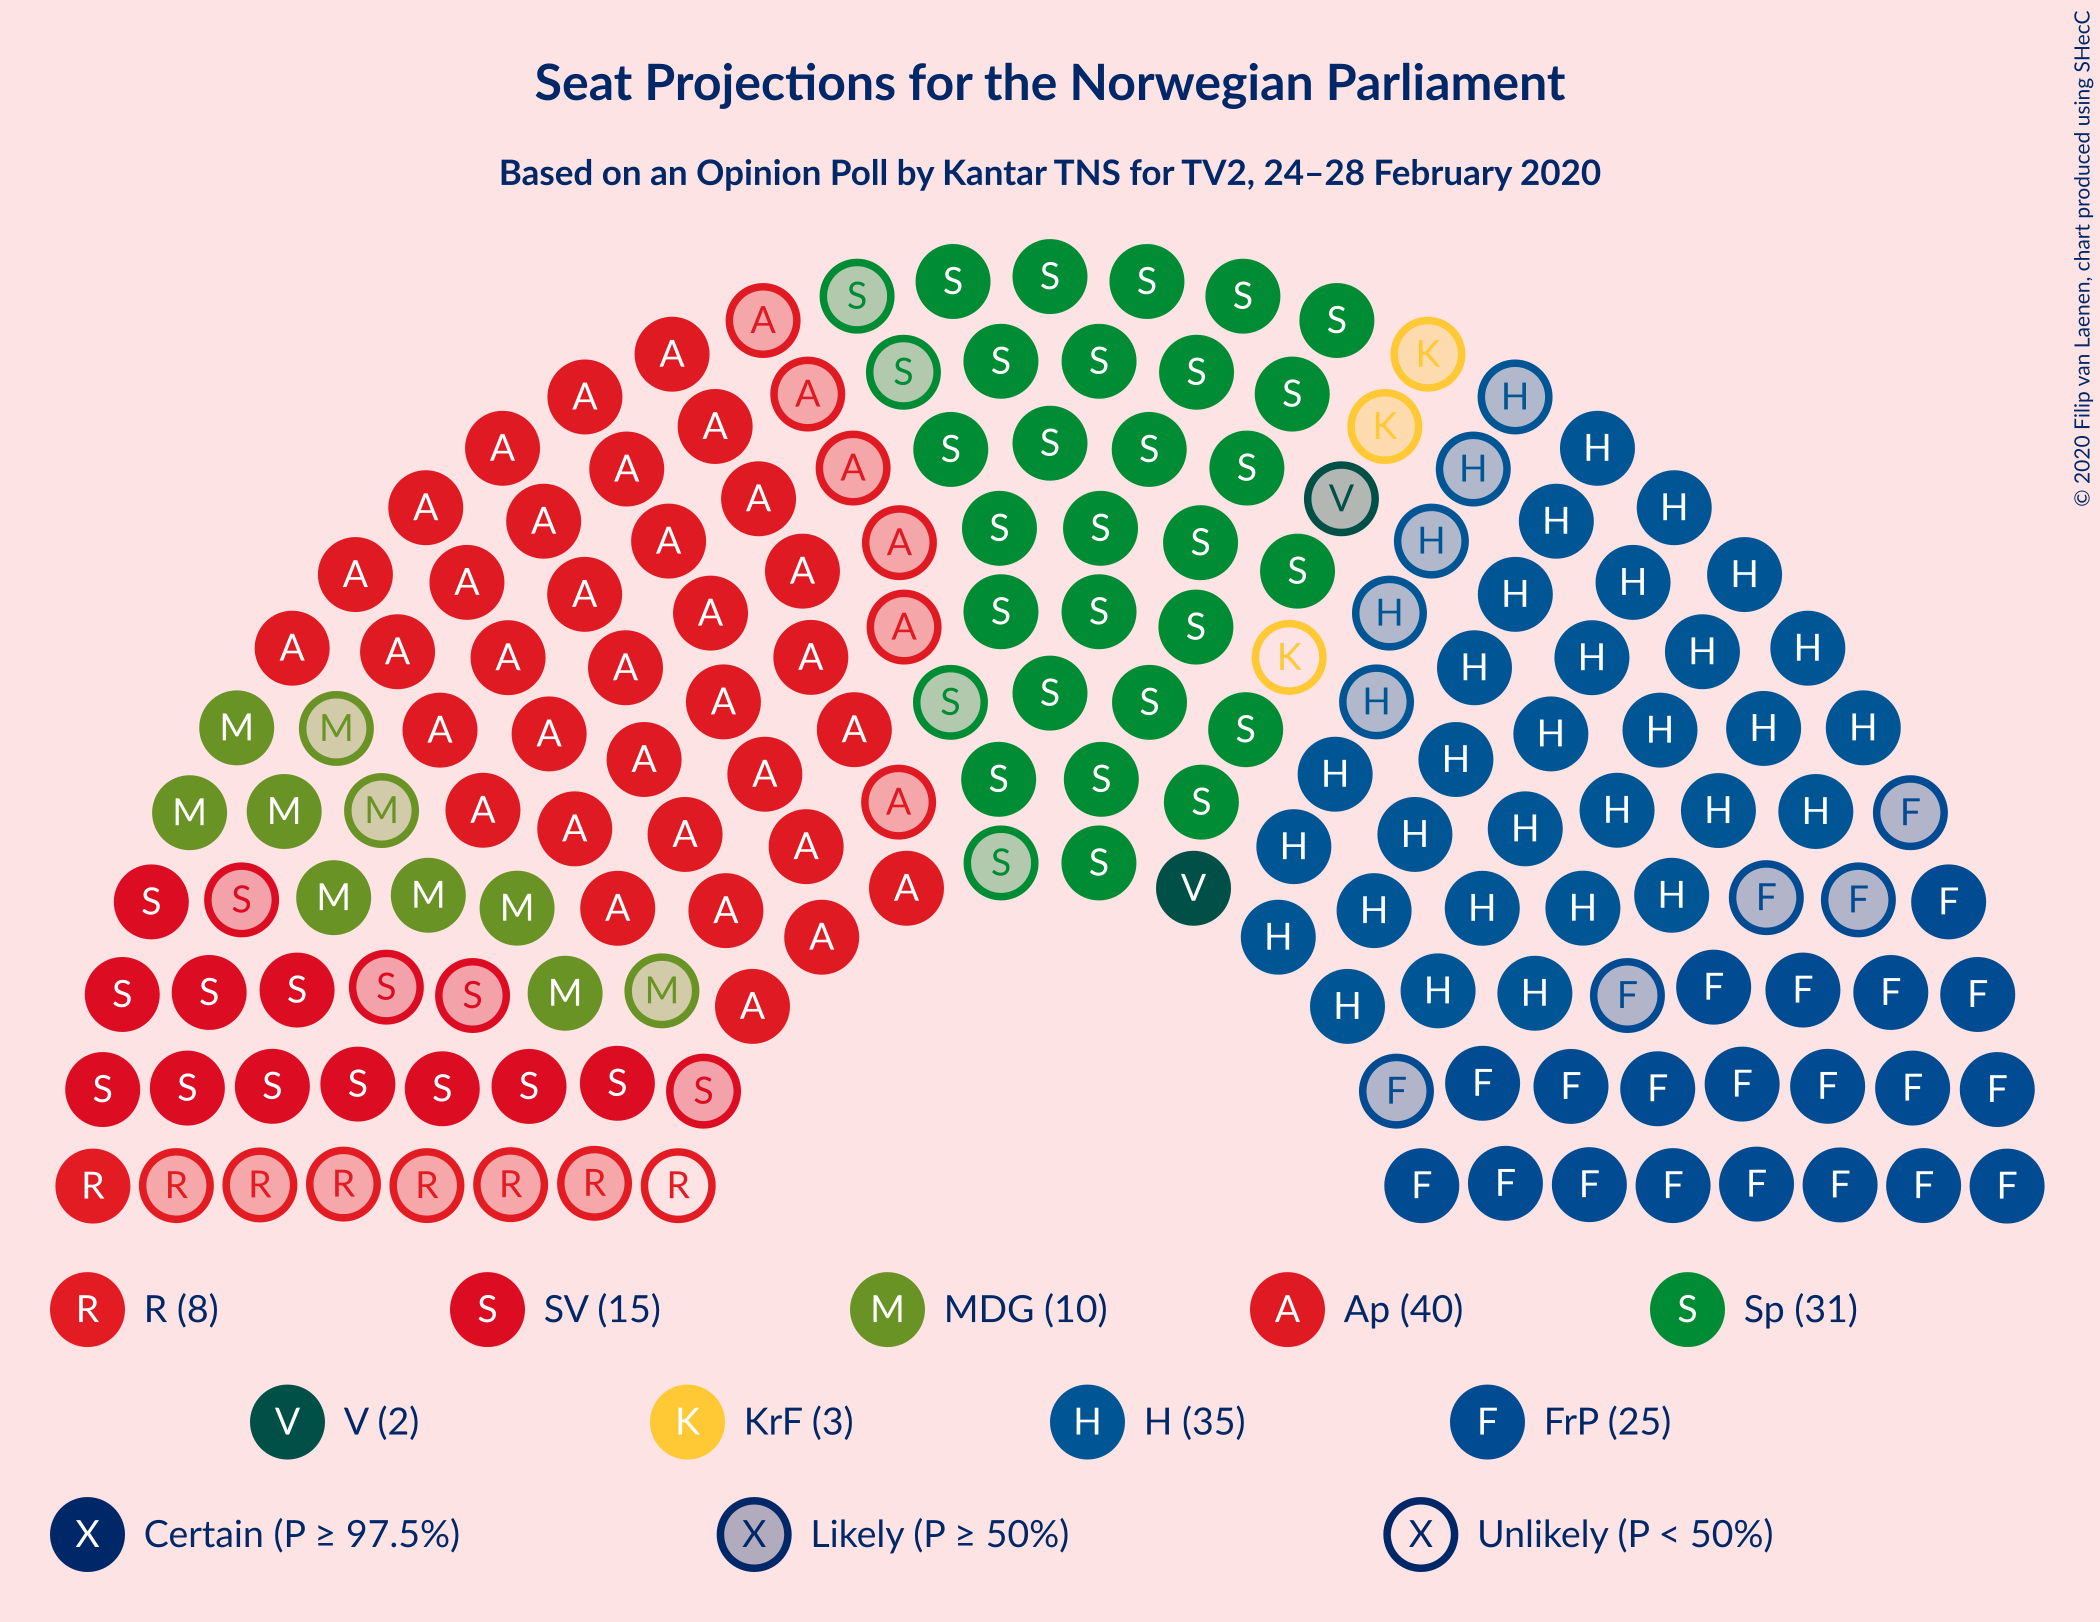 Seat Projections for the Norwegian Parliament
Based on an Opinion Poll by Kantar TNS for TV2, 24–28 February 2020
© 2020 Filip van Laenen, chart produced using SHecC
S S S S S S
A S S S S S K
A A S S S S K H
A A A S S S S V H H
A A A A S S S S H H H
A A A A A S S S K H H H
A A A A A S S S S H H H H
A A A A A A S S S H H H H H
M M A A A A A S S V H H H H H H
M M M A A A A A H H H H H H F
S S M M M A A A H H H H H F F F
S S S S S M M A H H H F F F F F
S S S S S S S S F F F F F F F F
R R R R R R R R F F F F F F F F
R R (8) S SV (15) M MDG (10) A Ap (40) S Sp (31)
V V (2) K KrF (3) H H (35) F FrP (25)
X Certain (P ≥ 97.5%) X Likely (P ≥ 50%) X Unlikely (P < 50%)